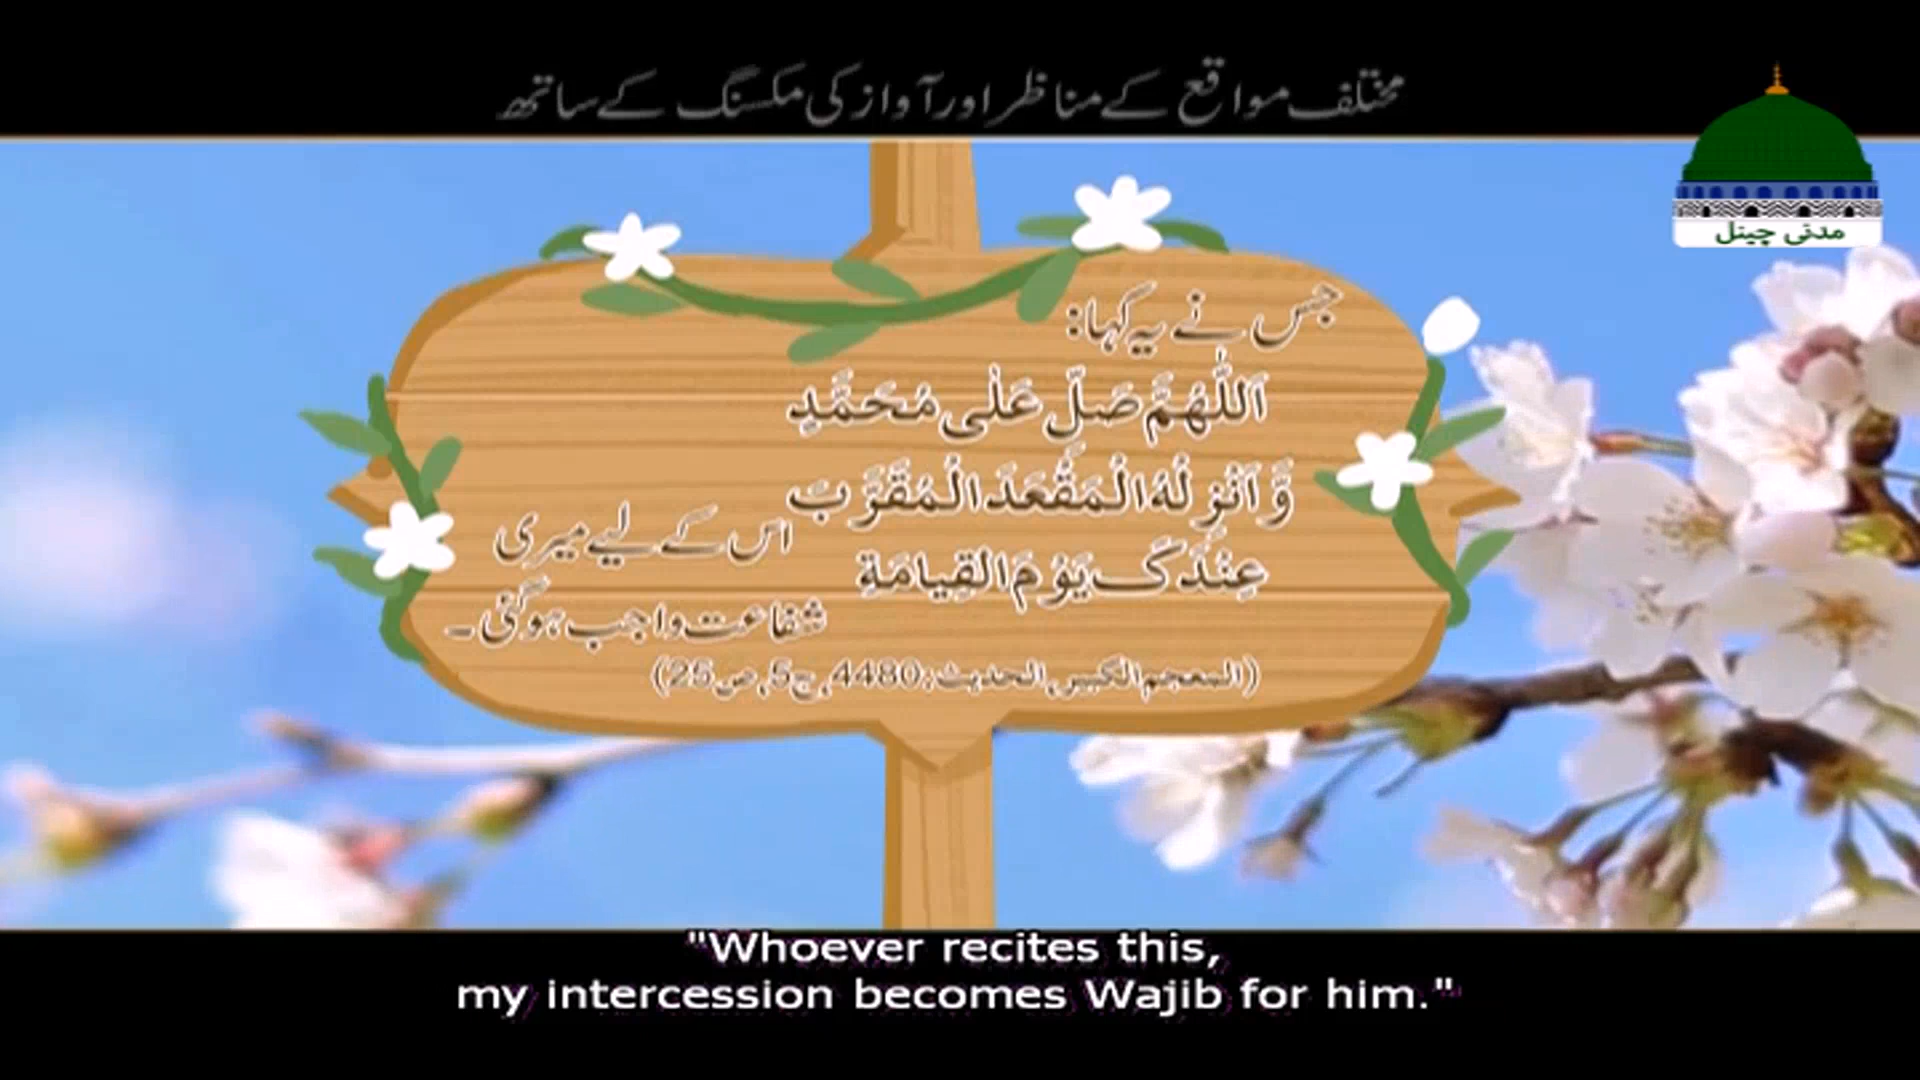 مختلف مواقع کے مناظر اور آواز کی مکسنگ کے ساتھ
مدنی چینل
جس نے یہ کہا:
اَللّٰهُمَّ صَلِّ عَلٰى مُحَمَّدٍ
وَّ اَنْزِلْهُ الْمَقْعَدَ الْمُقَرَّبَ
عِنْدَكَ يَوْمَ الْقِيامَةِ
اس کے لیے میری
شفاعت واجب ہوگئی۔
(المعجم الکبیر، الحدیث: 4480، ج5، ص25)
"Whoever recites this,
my intercession becomes Wajib for him."